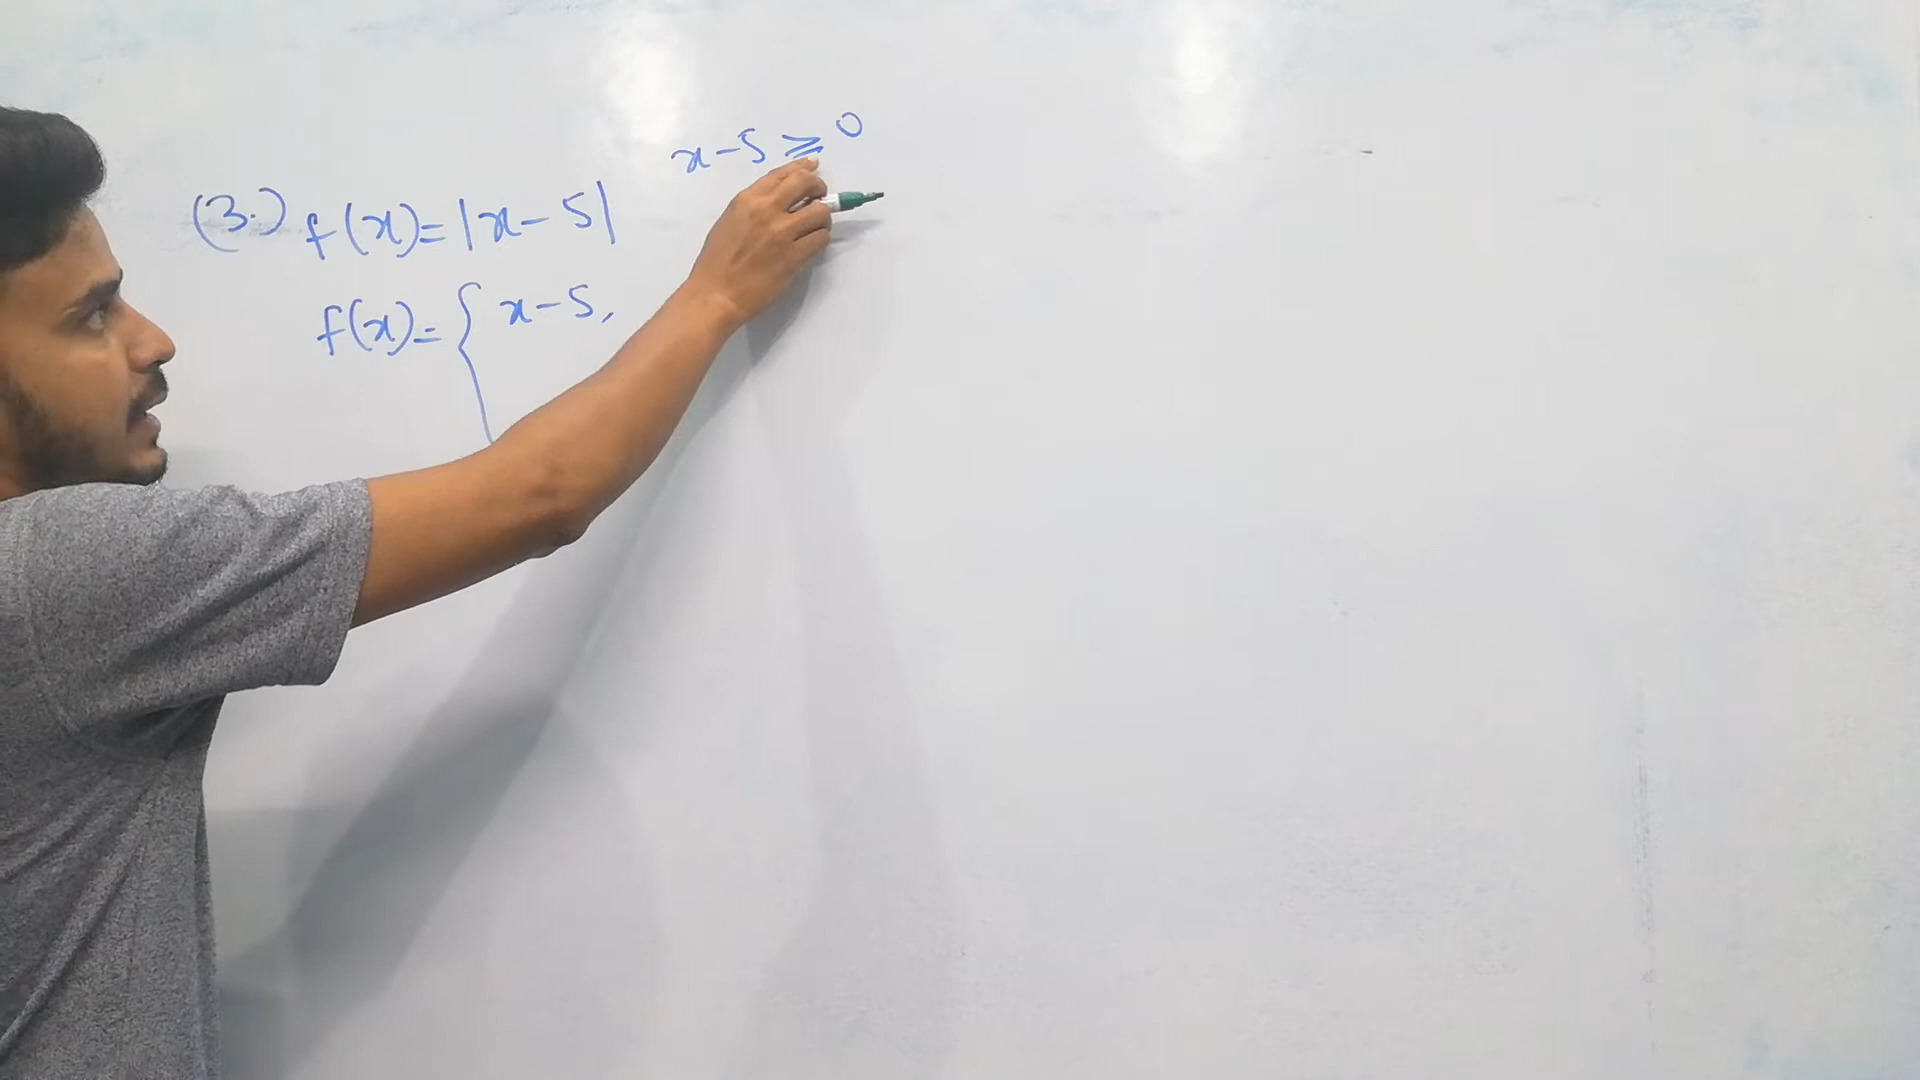 x-5 ≥ 0
(3.) f(x)=|x-5|
f(x)={ x-5,